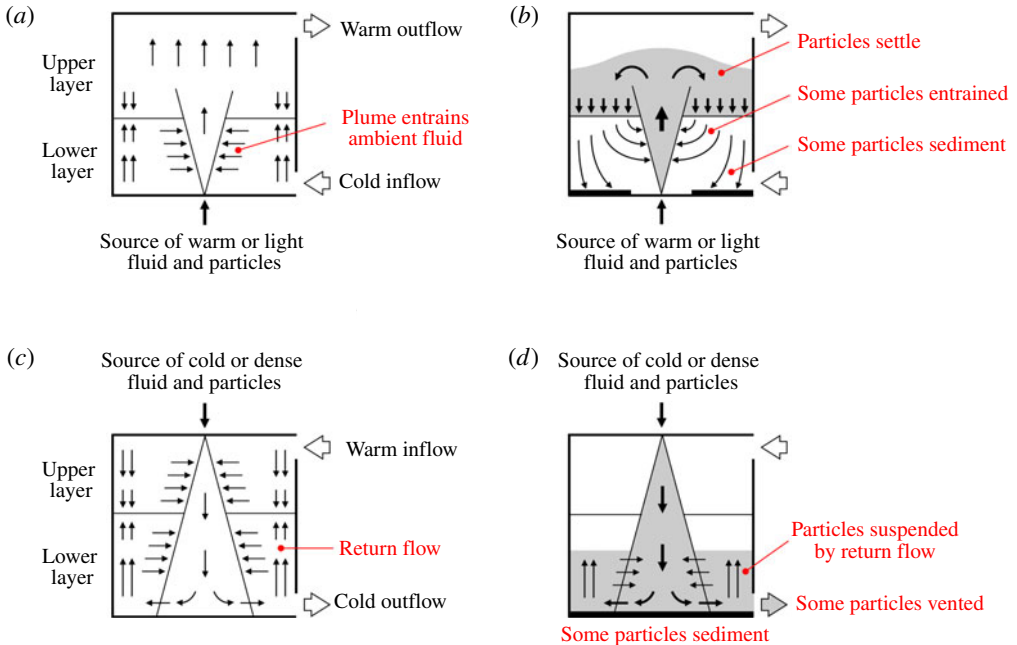 (a)
Upper
layer
Lower
layer
Warm outflow
Plume entrains
ambient fluid
Cold inflow
Source of warm or light
fluid and particles
(b)
Particles settle
Some particles entrained
Some particles sediment
Source of warm or light
fluid and particles
(c)
Source of cold or dense
fluid and particles
Upper
layer
Lower
layer
Warm inflow
Return flow
Cold outflow
(d)
Source of cold or dense
fluid and particles
Particles suspended
by return flow
Some particles vented
Some particles sediment